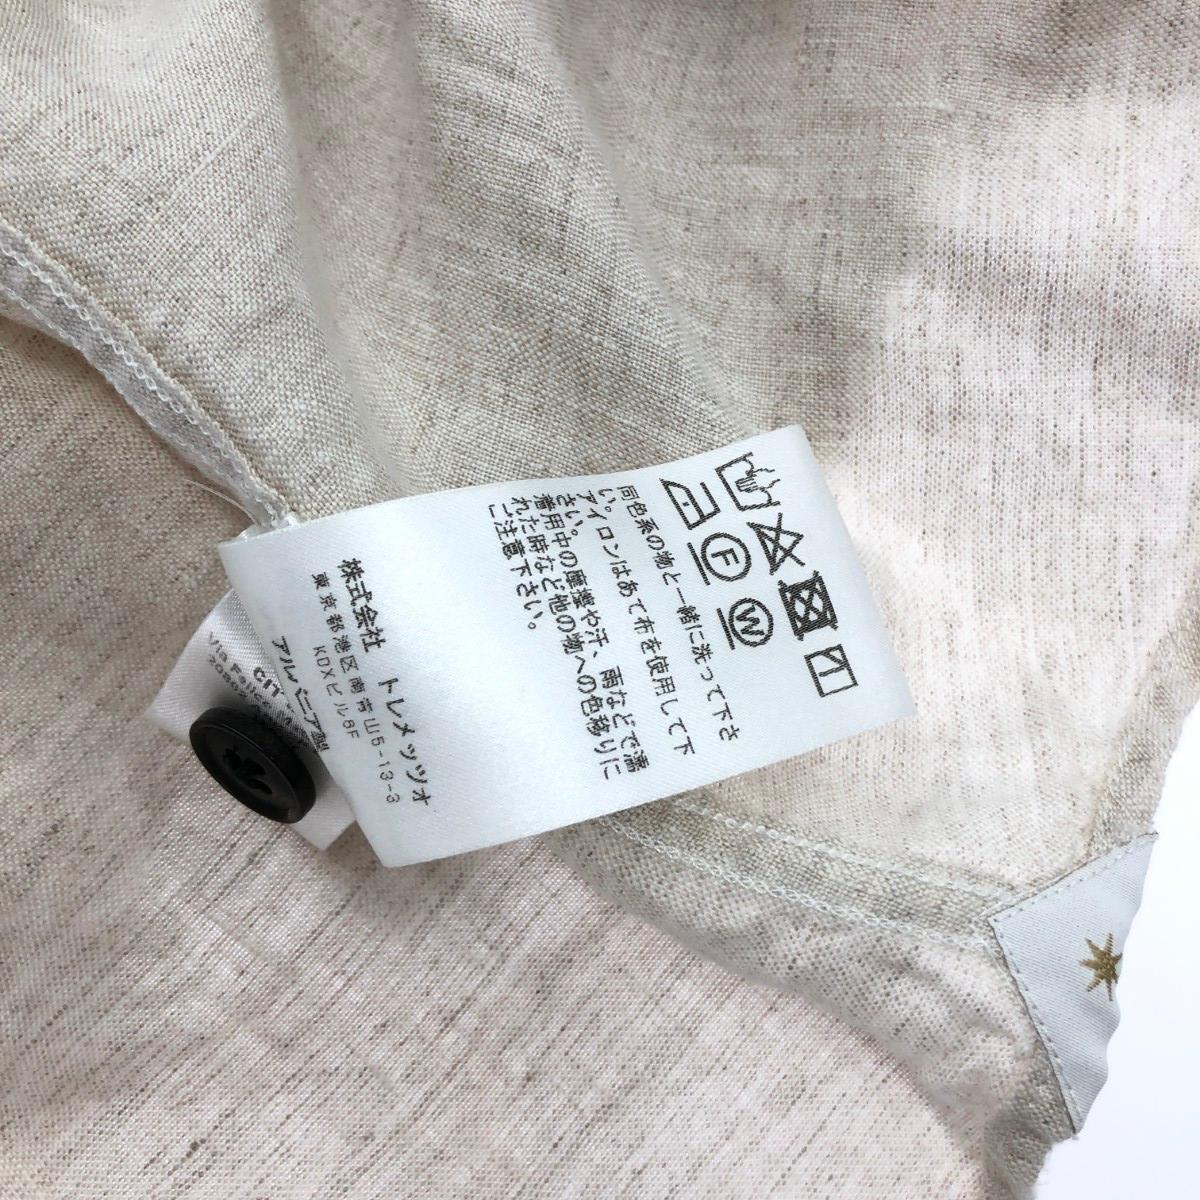 同色系の物と一緒に洗って下さ
い。
アイロンはあて布を使用して下
さい。
着用中の摩擦や汗、雨などで濡
れた時など他の物への色移りに
ご注意下さい。
株式会社 トレメッツォ
東京都港区南青山5-13-3
KDXビル6F
アルバニア製
F
W
Via